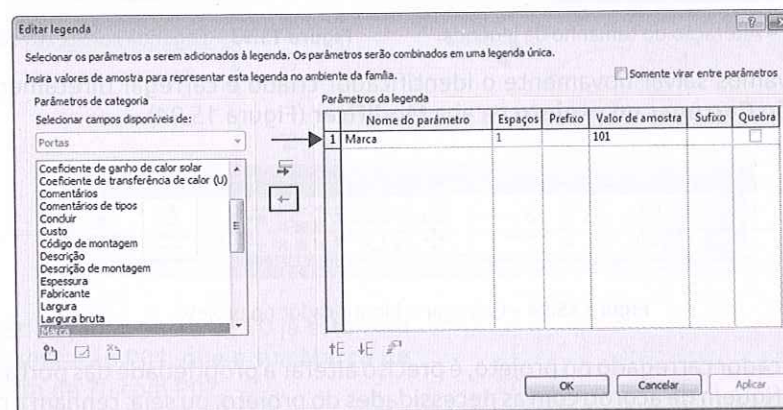 Editar legenda
Selecionar os parâmetros a serem adicionados à legenda. Os parâmetros serão combinados em uma legenda única.
Insira valores de amostra para representar esta legenda no ambiente da família.
Somente virar entre parâmetros
Parâmetros de categoria
Selecionar campos disponíveis de:
Portas
Coeficiente de ganho de calor solar
Coeficiente de transferência de calor (U)
Comentários
Comentários de tipos
Concluir
Custo
Código de montagem
Descrição
Descrição de montagem
Espessura
Fabricante
Largura
Largura bruta
Marca
Parâmetros da legenda
Nome do parâmetro Espaços Prefixo Valor de amostra Sufixo Quebra
1 Marca 1 101
OK Cancelar Aplicar